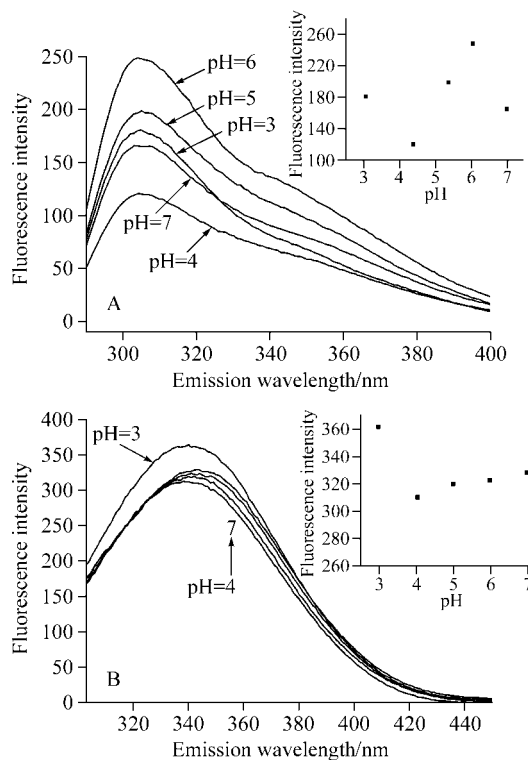 250
200
150
100
50
0
Fluorescence intensity
pH=6
pH=5
pH=3
pH=7
pH=4
A
300 320 340 360 380 400
Emission wavelength/nm
260
220
180
140
100
Fluorescence intensity
3 4 5 6 7
pH
400
350
300
250
200
150
100
50
0
Fluorescence intensity
pH=3
7
pH=4
B
320 340 360 380 400 420 440
Emission wavelength/nm
360
340
320
300
280
260
Fluorescence intensity
3 4 5 6 7
pH